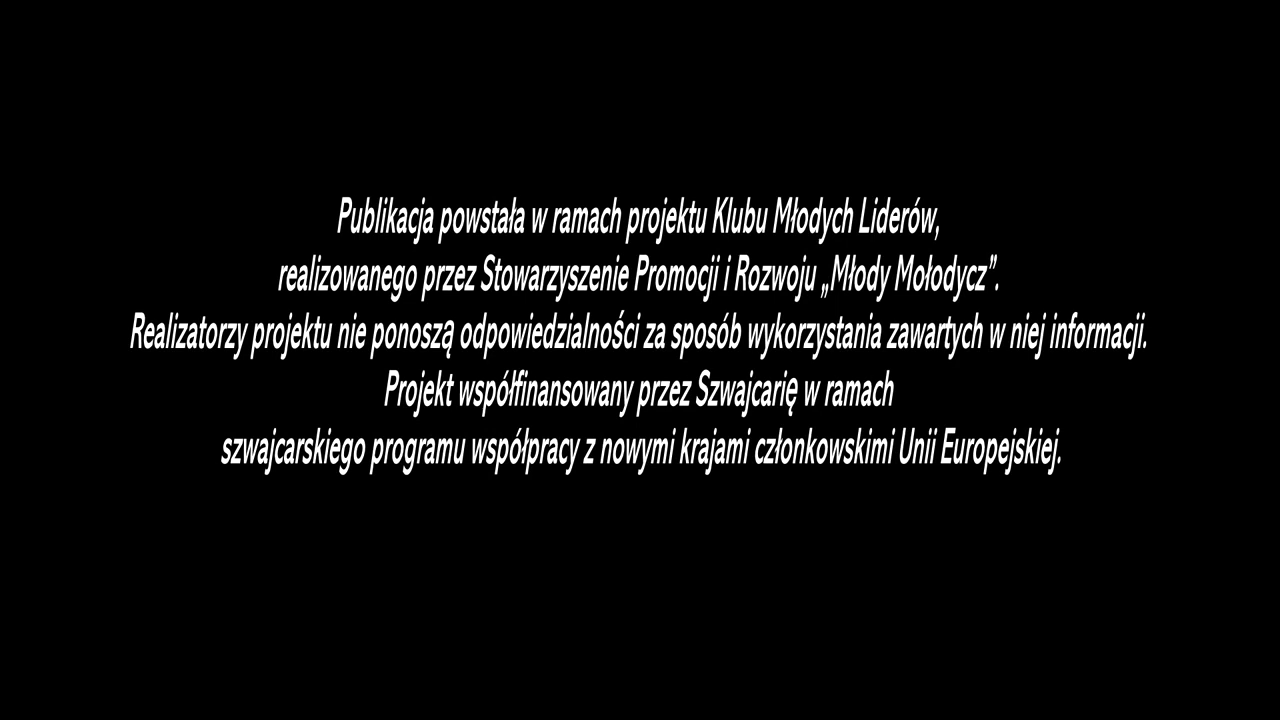 Publikacja powstała w ramach projektu Klubu Młodych Liderów,
realizowanego przez Stowarzyszenie Promocji i Rozwoju „Młody Mołodycz”.
Realizatorzy projektu nie ponoszą odpowiedzialności za sposób wykorzystania zawartych w niej informacji.
Projekt współfinansowany przez Szwajcarię w ramach
szwajcarskiego programu współpracy z nowymi krajami członkowskimi Unii Europejskiej.